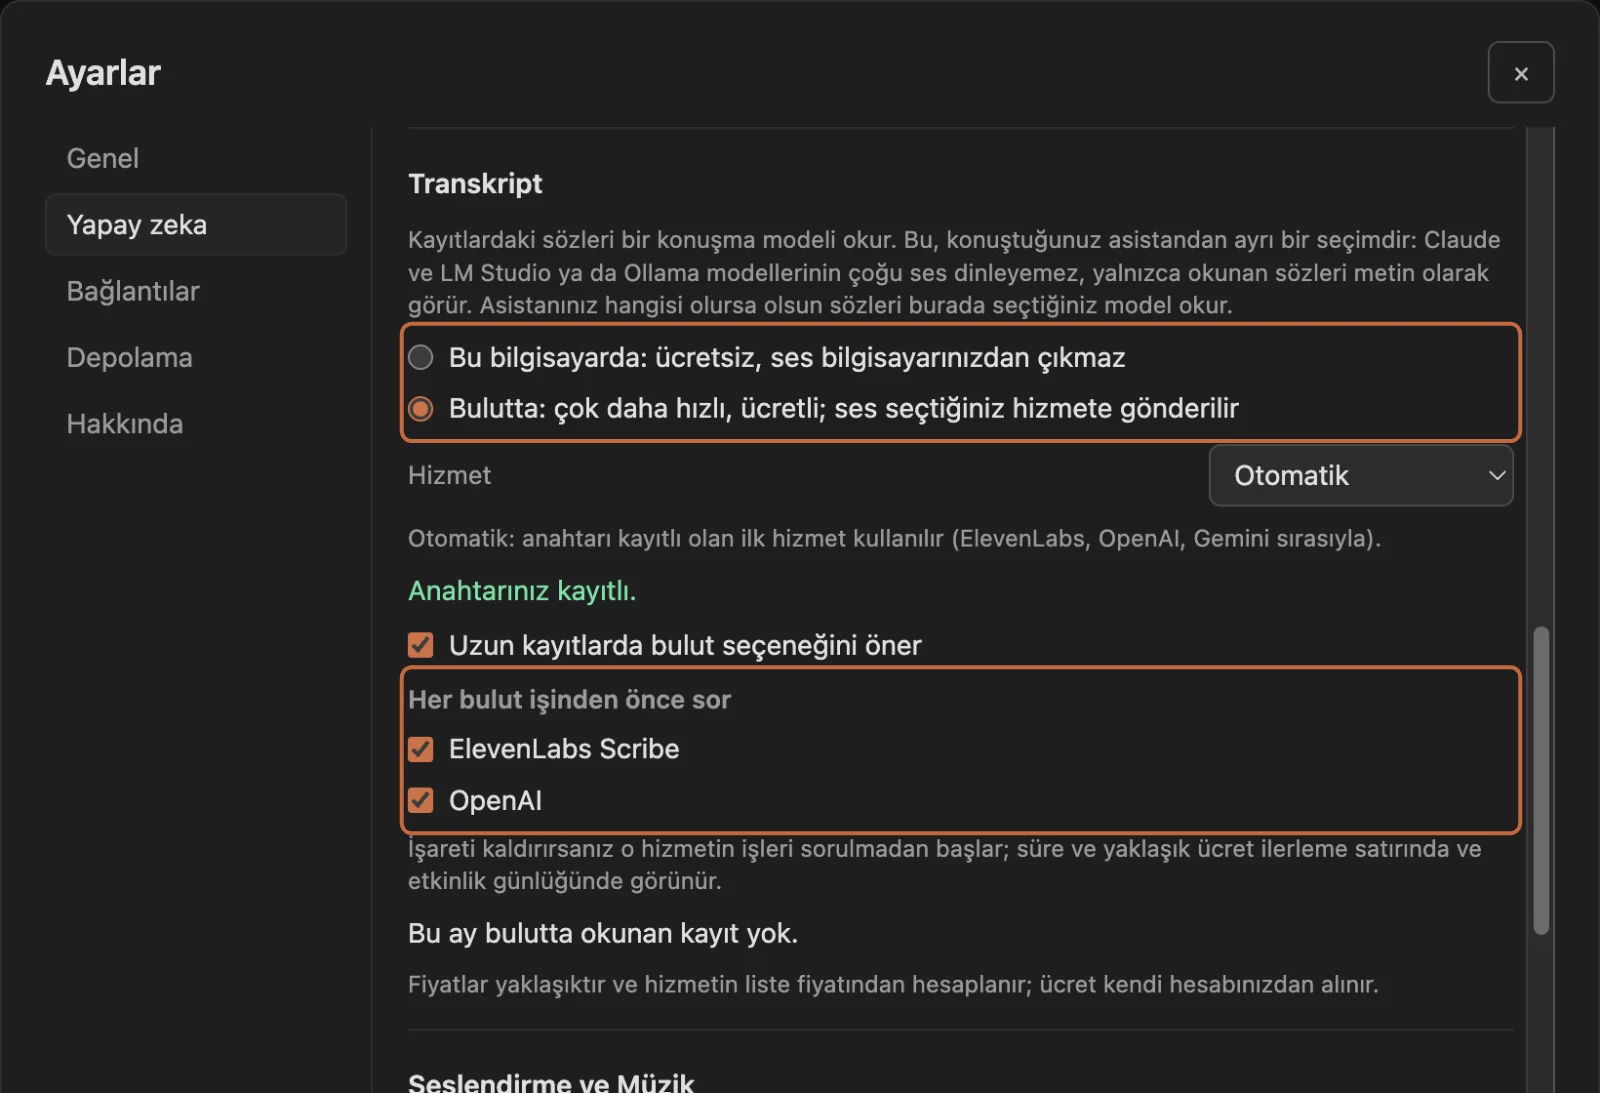 Ayarlar
×
Genel
Yapay zeka
Bağlantılar
Depolama
Hakkında
Transkript
Kayıtlardaki sözleri bir konuşma modeli okur. Bu, konuştuğunuz asistandan ayrı bir seçimdir: Claude
ve LM Studio ya da Ollama modellerinin çoğu ses dinleyemez, yalnızca okunan sözleri metin olarak
görür. Asistanınız hangisi olursa olsun sözleri burada seçtiğiniz model okur.
Bu bilgisayarda: ücretsiz, ses bilgisayarınızdan çıkmaz
Bulutta: çok daha hızlı, ücretli; ses seçtiğiniz hizmete gönderilir
Hizmet
Otomatik
Otomatik: anahtarı kayıtlı olan ilk hizmet kullanılır (ElevenLabs, OpenAI, Gemini sırasıyla).
Anahtarınız kayıtlı.
Uzun kayıtlarda bulut seçeneğini öner
Her bulut işinden önce sor
ElevenLabs Scribe
OpenAI
İşareti kaldırırsanız o hizmetin işleri sorulmadan başlar; süre ve yaklaşık ücret ilerleme satırında ve
etkinlik günlüğünde görünür.
Bu ay bulutta okunan kayıt yok.
Fiyatlar yaklaşıktır ve hizmetin liste fiyatından hesaplanır; ücret kendi hesabınızdan alınır.
Seslendirme ve Müzik